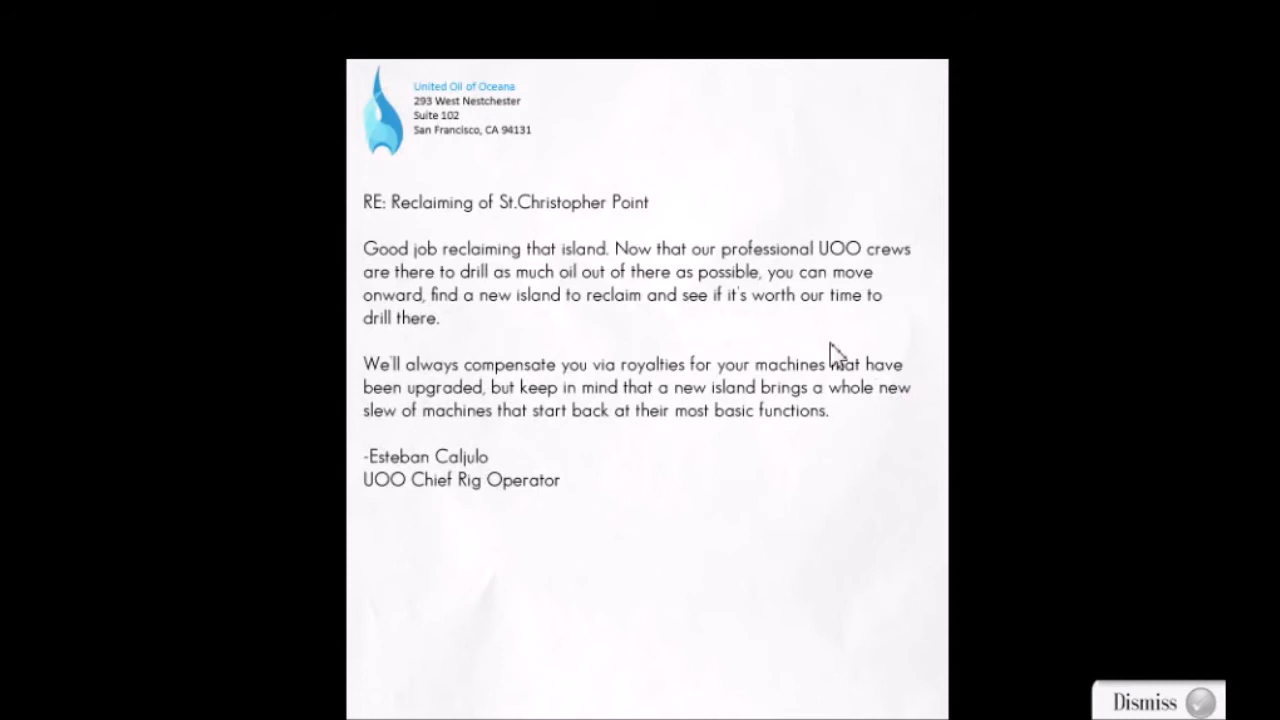 United Oil of Oceana
293 West Nestchester
Suite 102
San Francisco, CA 94131
RE: Reclaiming of St.Christopher Point
Good job reclaiming that island. Now that our professional UOO crews
are there to drill as much oil out of there as possible, you can move
onward, find a new island to reclaim and see if it's worth our time to
drill there.
We'll always compensate you via royalties for your machines that have
been upgraded, but keep in mind that a new island brings a whole new
slew of machines that start back at their most basic functions.
-Esteban Caljulo
UOO Chief Rig Operator
Dismiss